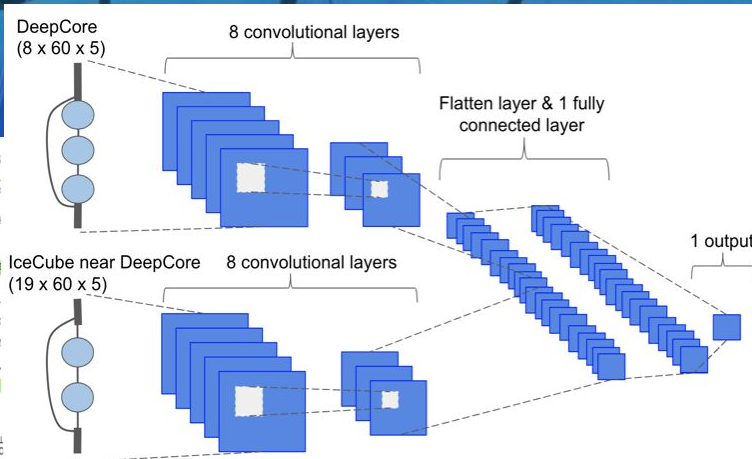 DeepCore
(8 x 60 x 5)
8 convolutional layers
Flatten layer & 1 fully
connected layer
1 output
IceCube near DeepCore
(19 x 60 x 5)
8 convolutional layers